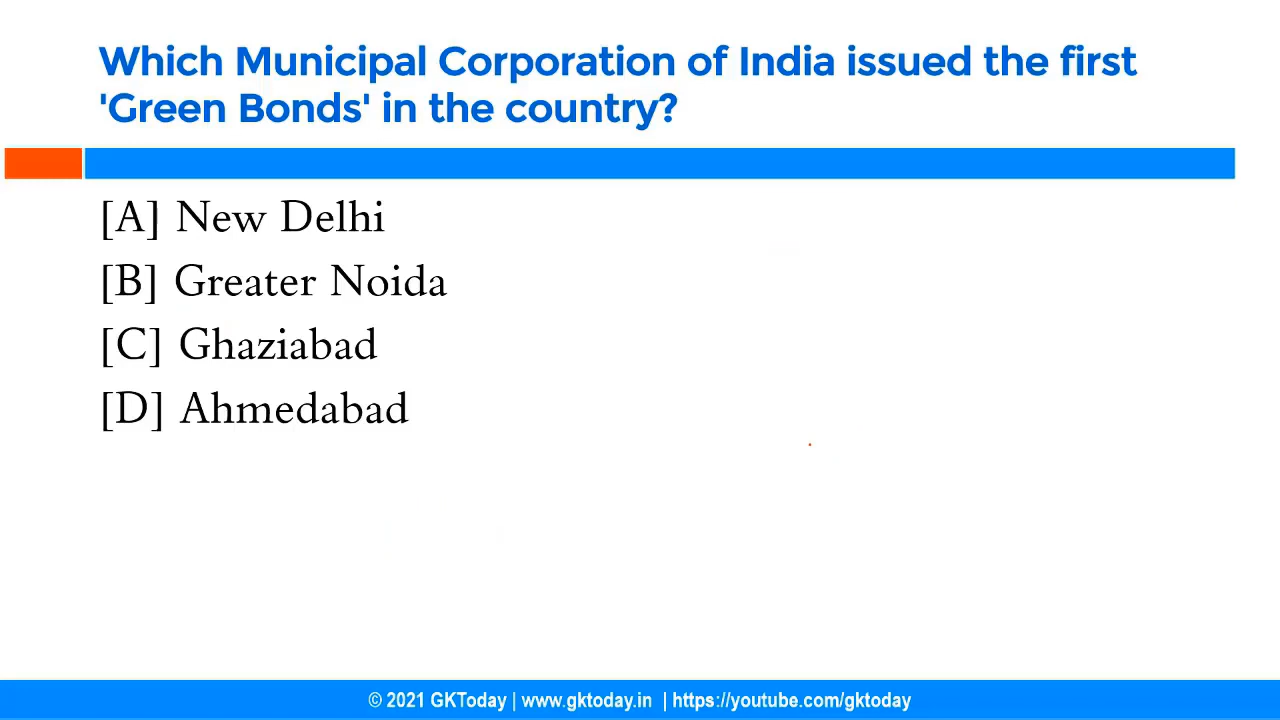 Which Municipal Corporation of India issued the first
'Green Bonds' in the country?
[A] New Delhi
[B] Greater Noida
[C] Ghaziabad
[D] Ahmedabad
© 2021 GKToday | www.gktoday.in | https://youtube.com/gktoday